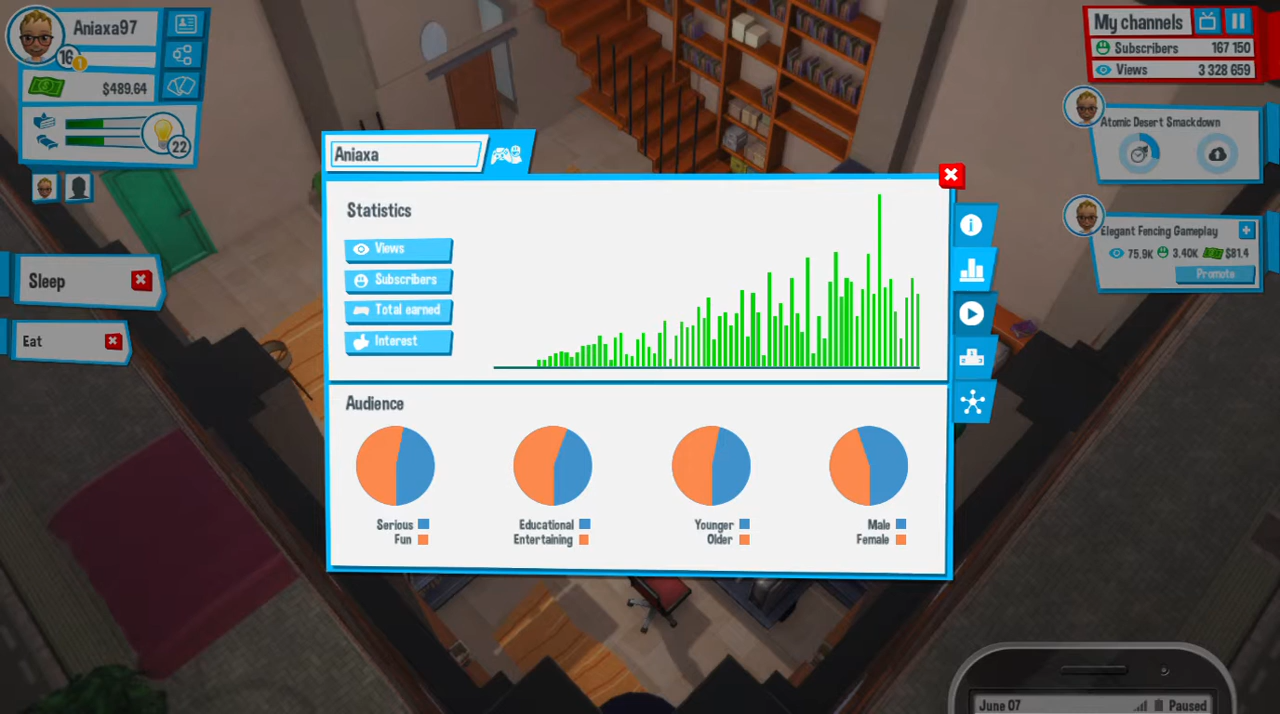 Aniaxa97
16
1
$489.64
22
Sleep
Eat
Aniaxa
Statistics
Views
Subscribers
Total earned
Interest
Audience
Serious
Fun
Educational
Entertaining
Younger
Older
Male
Female
My channels
Subscribers 167 150
Views 3 328 659
Atomic Desert Smackdown
Elegant Fencing Gameplay
75.9K 3.40K $81.4
Promote
June 07 Paused